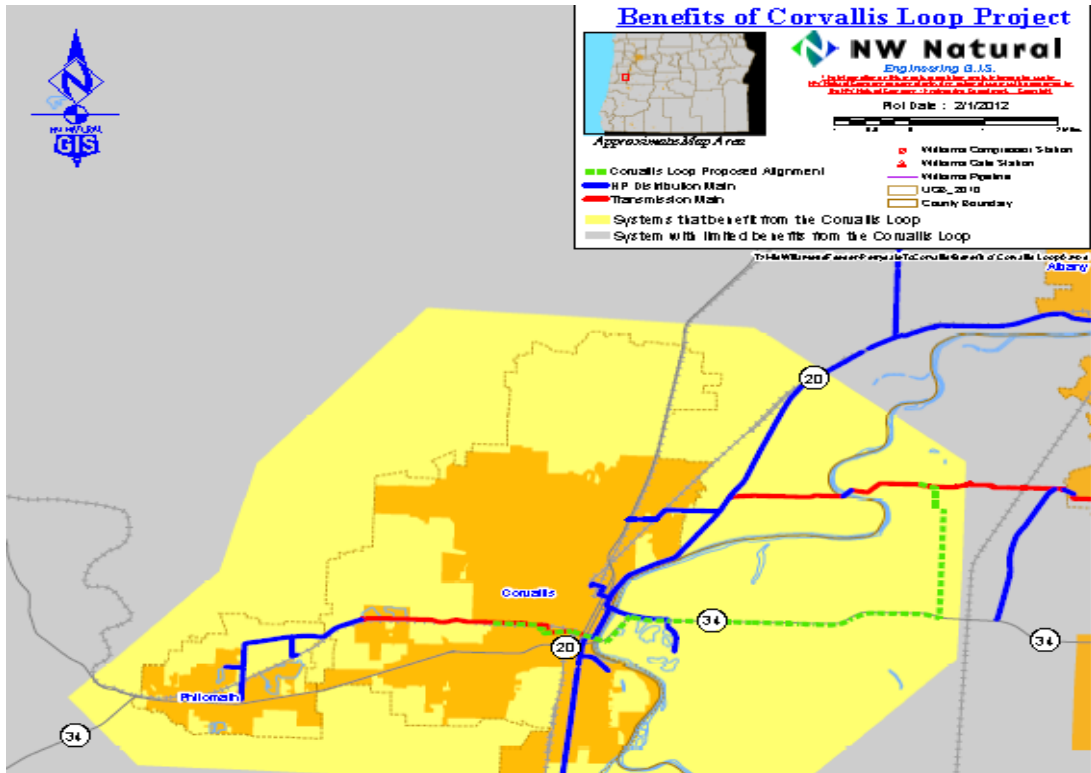 Benefits of Corvallis Loop Project
NW Natural
Engineering G.I.S.
Plot Date : 2/1/2012
Approximate Map Area
Williams Compressor Station
Williams Gate Station
Williams Pipeline
UGB_2010
County Boundary
Corvallis Loop Proposed Alignment
HP Distribution Main
Transmission Main
Systems that benefit from the Corvallis Loop
System with limited benefits from the Corvallis Loop
N
NW NATURAL
GIS
Albany
20
Corvallis
34
20
34
Philomath
34